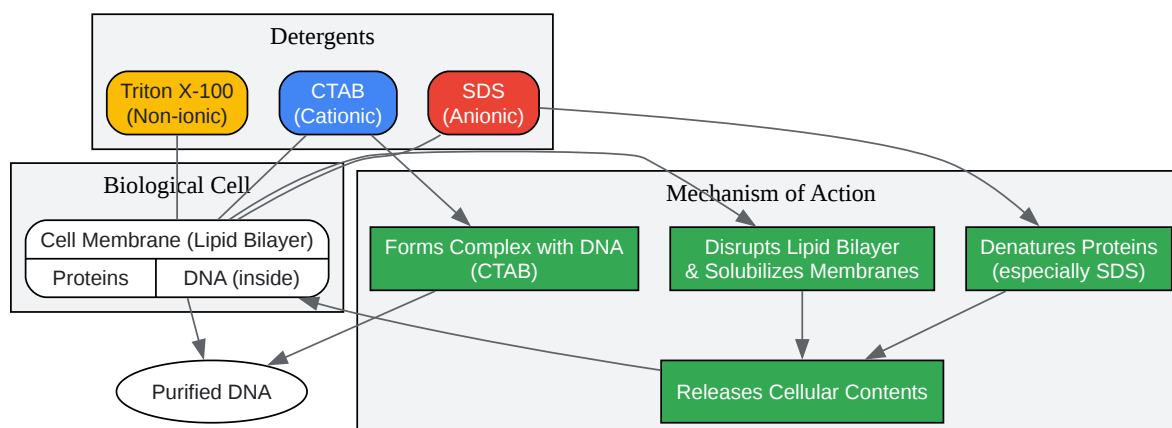 Detergents
Triton X-100
(Non-ionic)
CTAB
(Cationic)
SDS
(Anionic)
Biological Cell
Cell Membrane (Lipid Bilayer)
Proteins
DNA (inside)
Purified DNA
Mechanism of Action
Forms Complex with DNA
(CTAB)
Disrupts Lipid Bilayer
& Solubilizes Membranes
Denatures Proteins
(especially SDS)
Releases Cellular Contents